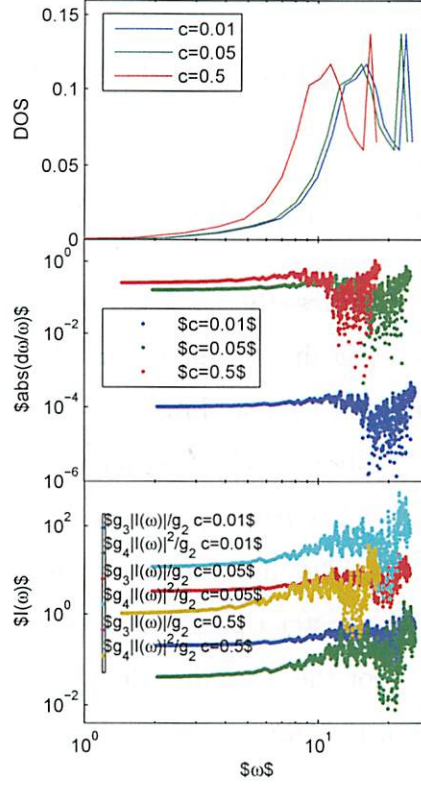 0.15
0.1
0.05
0
DOS
c=0.01
c=0.05
c=0.5
10^0
10^-2
10^-4
10^-6
$abs(dω/ω)$
$c=0.01$
$c=0.05$
$c=0.5$
10^2
10^0
10^-2
$I(ω)$
$g_3|I(ω)|/g_2 c=0.01$
$g_4|I(ω)|^2/g_2 c=0.01$
$g_3|I(ω)|/g_2 c=0.05$
$g_4|I(ω)|^2/g_2 c=0.05$
$g_3|I(ω)|/g_2 c=0.5$
$g_4|I(ω)|^2/g_2 c=0.5$
10^0
10^1
$ω$